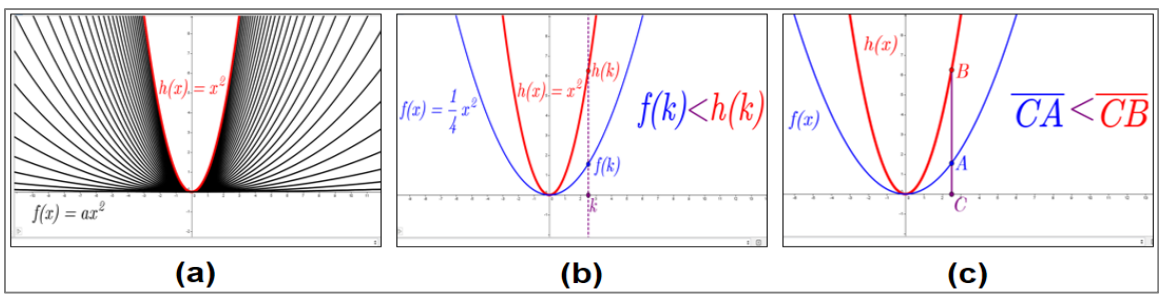 h(x) = x²
f(x) = ax²
(a)
h(x) = x²
h(k)
f(x) = 1/4 x²
f(k)<h(k)
f(k)
k
(b)
h(x)
B
CA < CB
f(x)
A
C
(c)